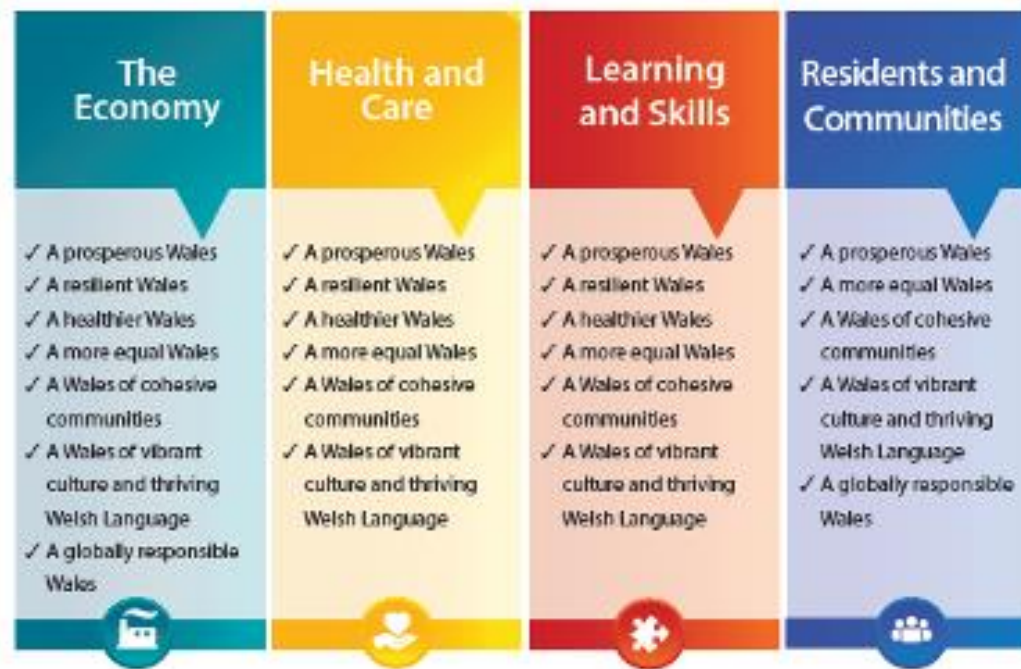 The
Economy
✓ A prosperous Wales
✓ A resilient Wales
✓ A healthier Wales
✓ A more equal Wales
✓ A Wales of cohesive
communities
✓ A Wales of vibrant
culture and thriving
Welsh Language
✓ A globally responsible
Wales
Health and
Care
✓ A prosperous Wales
✓ A resilient Wales
✓ A healthier Wales
✓ A more equal Wales
✓ A Wales of cohesive
communities
✓ A Wales of vibrant
culture and thriving
Welsh Language
Learning
and Skills
✓ A prosperous Wales
✓ A resilient Wales
✓ A healthier Wales
✓ A more equal Wales
✓ A Wales of cohesive
communities
✓ A Wales of vibrant
culture and thriving
Welsh Language
Residents and
Communities
✓ A prosperous Wales
✓ A more equal Wales
✓ A Wales of cohesive
communities
✓ A Wales of vibrant
culture and thriving
Welsh Language
✓ A globally responsible
Wales